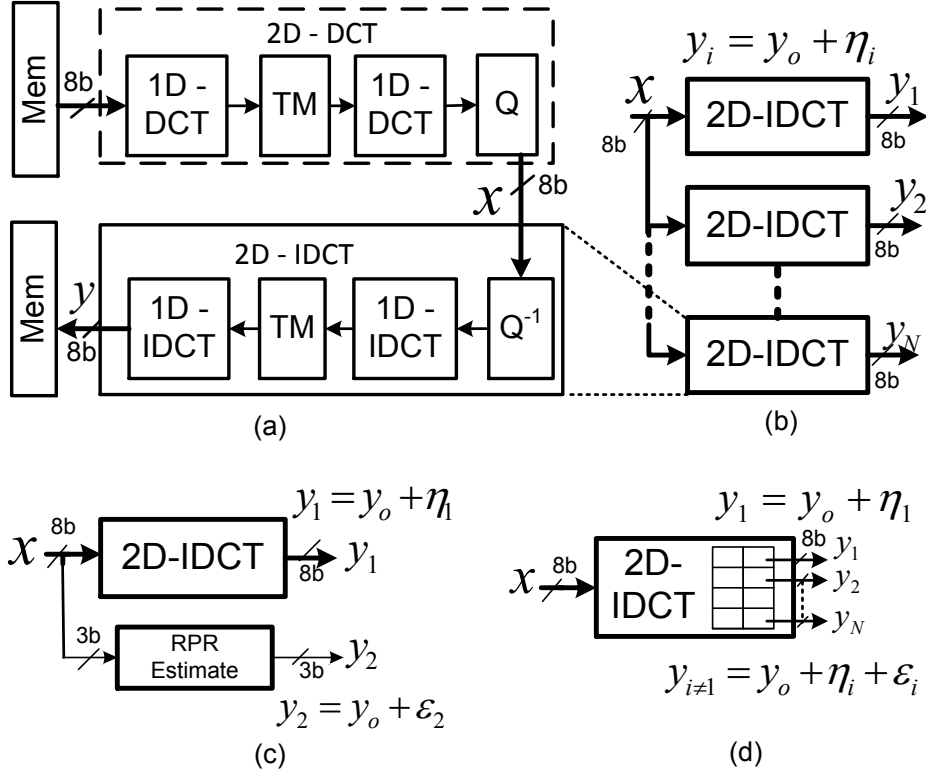 2D - DCT
Mem
8b
1D - DCT
TM
1D - DCT
Q
x
8b
2D - IDCT
Mem
y
8b
1D - IDCT
TM
1D - IDCT
Q⁻¹
(a)
yᵢ = yₒ + ηᵢ
x
8b
2D-IDCT
y₁
8b
2D-IDCT
y₂
8b
2D-IDCT
y_N
8b
(b)
y₁ = yₒ + η₁
x
8b
2D-IDCT
8b
y₁
3b
RPR Estimate
3b
y₂
y₂ = yₒ + ε₂
(c)
y₁ = yₒ + η₁
x
8b
2D-IDCT
8b
y₁
y₂
y_N
y_{i≠1} = yₒ + ηᵢ + εᵢ
(d)